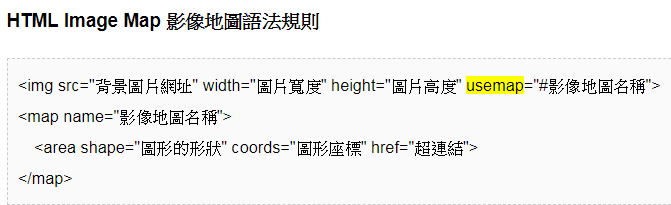 HTML Image Map 影像地圖語法規則
<img src="背景圖片網址" width="圖片寬度" height="圖片高度" usemap="#影像地圖名稱">
<map name="影像地圖名稱">
<area shape="圖形的形狀" coords="圖形座標" href="超連結">
</map>